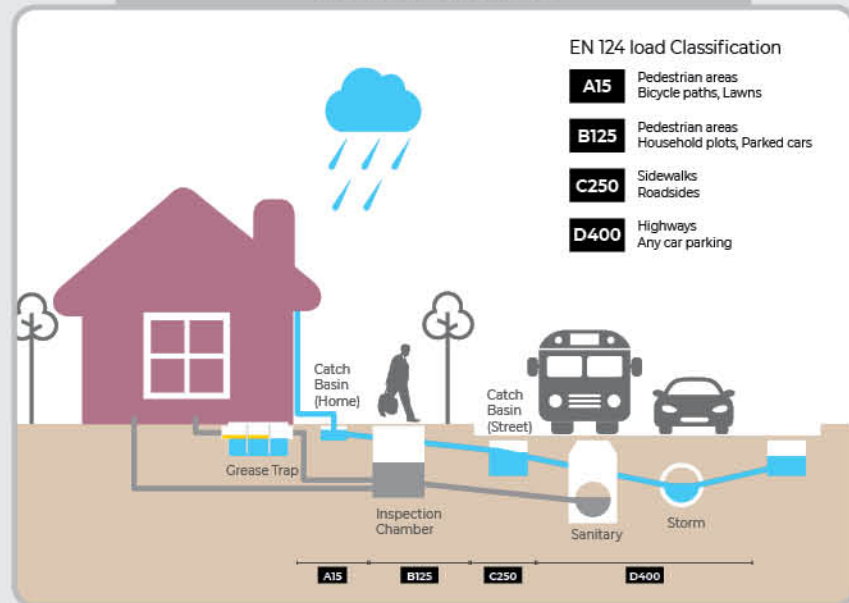 EN 124 load Classification
A15
Pedestrian areas
Bicycle paths, Lawns
B125
Pedestrian areas
Household plots, Parked cars
C250
Sidewalks
Roadsides
D400
Highways
Any car parking
Catch
Basin
(Home)
Catch
Basin
(Street)
Grease Trap
Inspection
Chamber
Sanitary
Storm
A15
B125
C250
D400